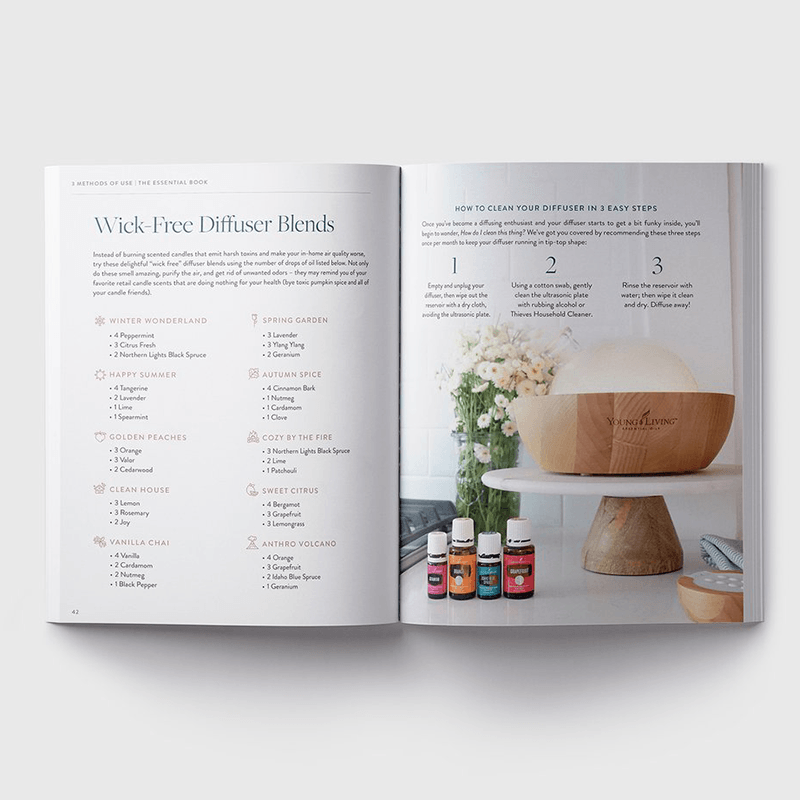 3 METHODS OF USE | THE ESSENTIAL BOOK
Wick-Free Diffuser Blends
Instead of burning scented candles that emit harsh toxins and make your in-home air quality worse,
try these delightful "wick free" diffuser blends using the number of drops of oil listed below. Not only
do these smell amazing, purify the air, and get rid of unwanted odors – they may remind you of your
favorite retail candle scents that are doing nothing for your health (bye toxic pumpkin spice and all of
your candle friends).
WINTER WONDERLAND
• 4 Peppermint
• 3 Citrus Fresh
• 2 Northern Lights Black Spruce
HAPPY SUMMER
• 4 Tangerine
• 2 Lavender
• 1 Lime
• 1 Spearmint
GOLDEN PEACHES
• 3 Orange
• 3 Valor
• 2 Cedarwood
CLEAN HOUSE
• 3 Lemon
• 3 Rosemary
• 2 Joy
VANILLA CHAI
• 4 Vanilla
• 2 Cardamom
• 2 Nutmeg
• 1 Black Pepper
SPRING GARDEN
• 3 Lavender
• 3 Ylang Ylang
• 2 Geranium
AUTUMN SPICE
• 4 Cinnamon Bark
• 1 Nutmeg
• 1 Cardamom
• 1 Clove
COZY BY THE FIRE
• 3 Northern Lights Black Spruce
• 2 Lime
• 1 Patchouli
SWEET CITRUS
• 4 Bergamot
• 3 Grapefruit
• 3 Lemongrass
ANTHRO VOLCANO
• 4 Orange
• 3 Grapefruit
• 2 Idaho Blue Spruce
• 1 Geranium
42
HOW TO CLEAN YOUR DIFFUSER IN 3 EASY STEPS
Once you've become a diffusing enthusiast and your diffuser starts to get a bit funky inside, you'll
begin to wonder, How do I clean this thing? We've got you covered by recommending these three steps
once per month to keep your diffuser running in tip-top shape:
1
Empty and unplug your
diffuser, then wipe out the
reservoir with a dry cloth,
avoiding the ultrasonic plate.
2
Using a cotton swab, gently
clean the ultrasonic plate
with rubbing alcohol or
Thieves Household Cleaner.
3
Rinse the reservoir with
water; then wipe it clean
and dry. Diffuse away!
YOUNG LIVING
ESSENTIAL OILS
ORANGE
GRAPEFRUIT